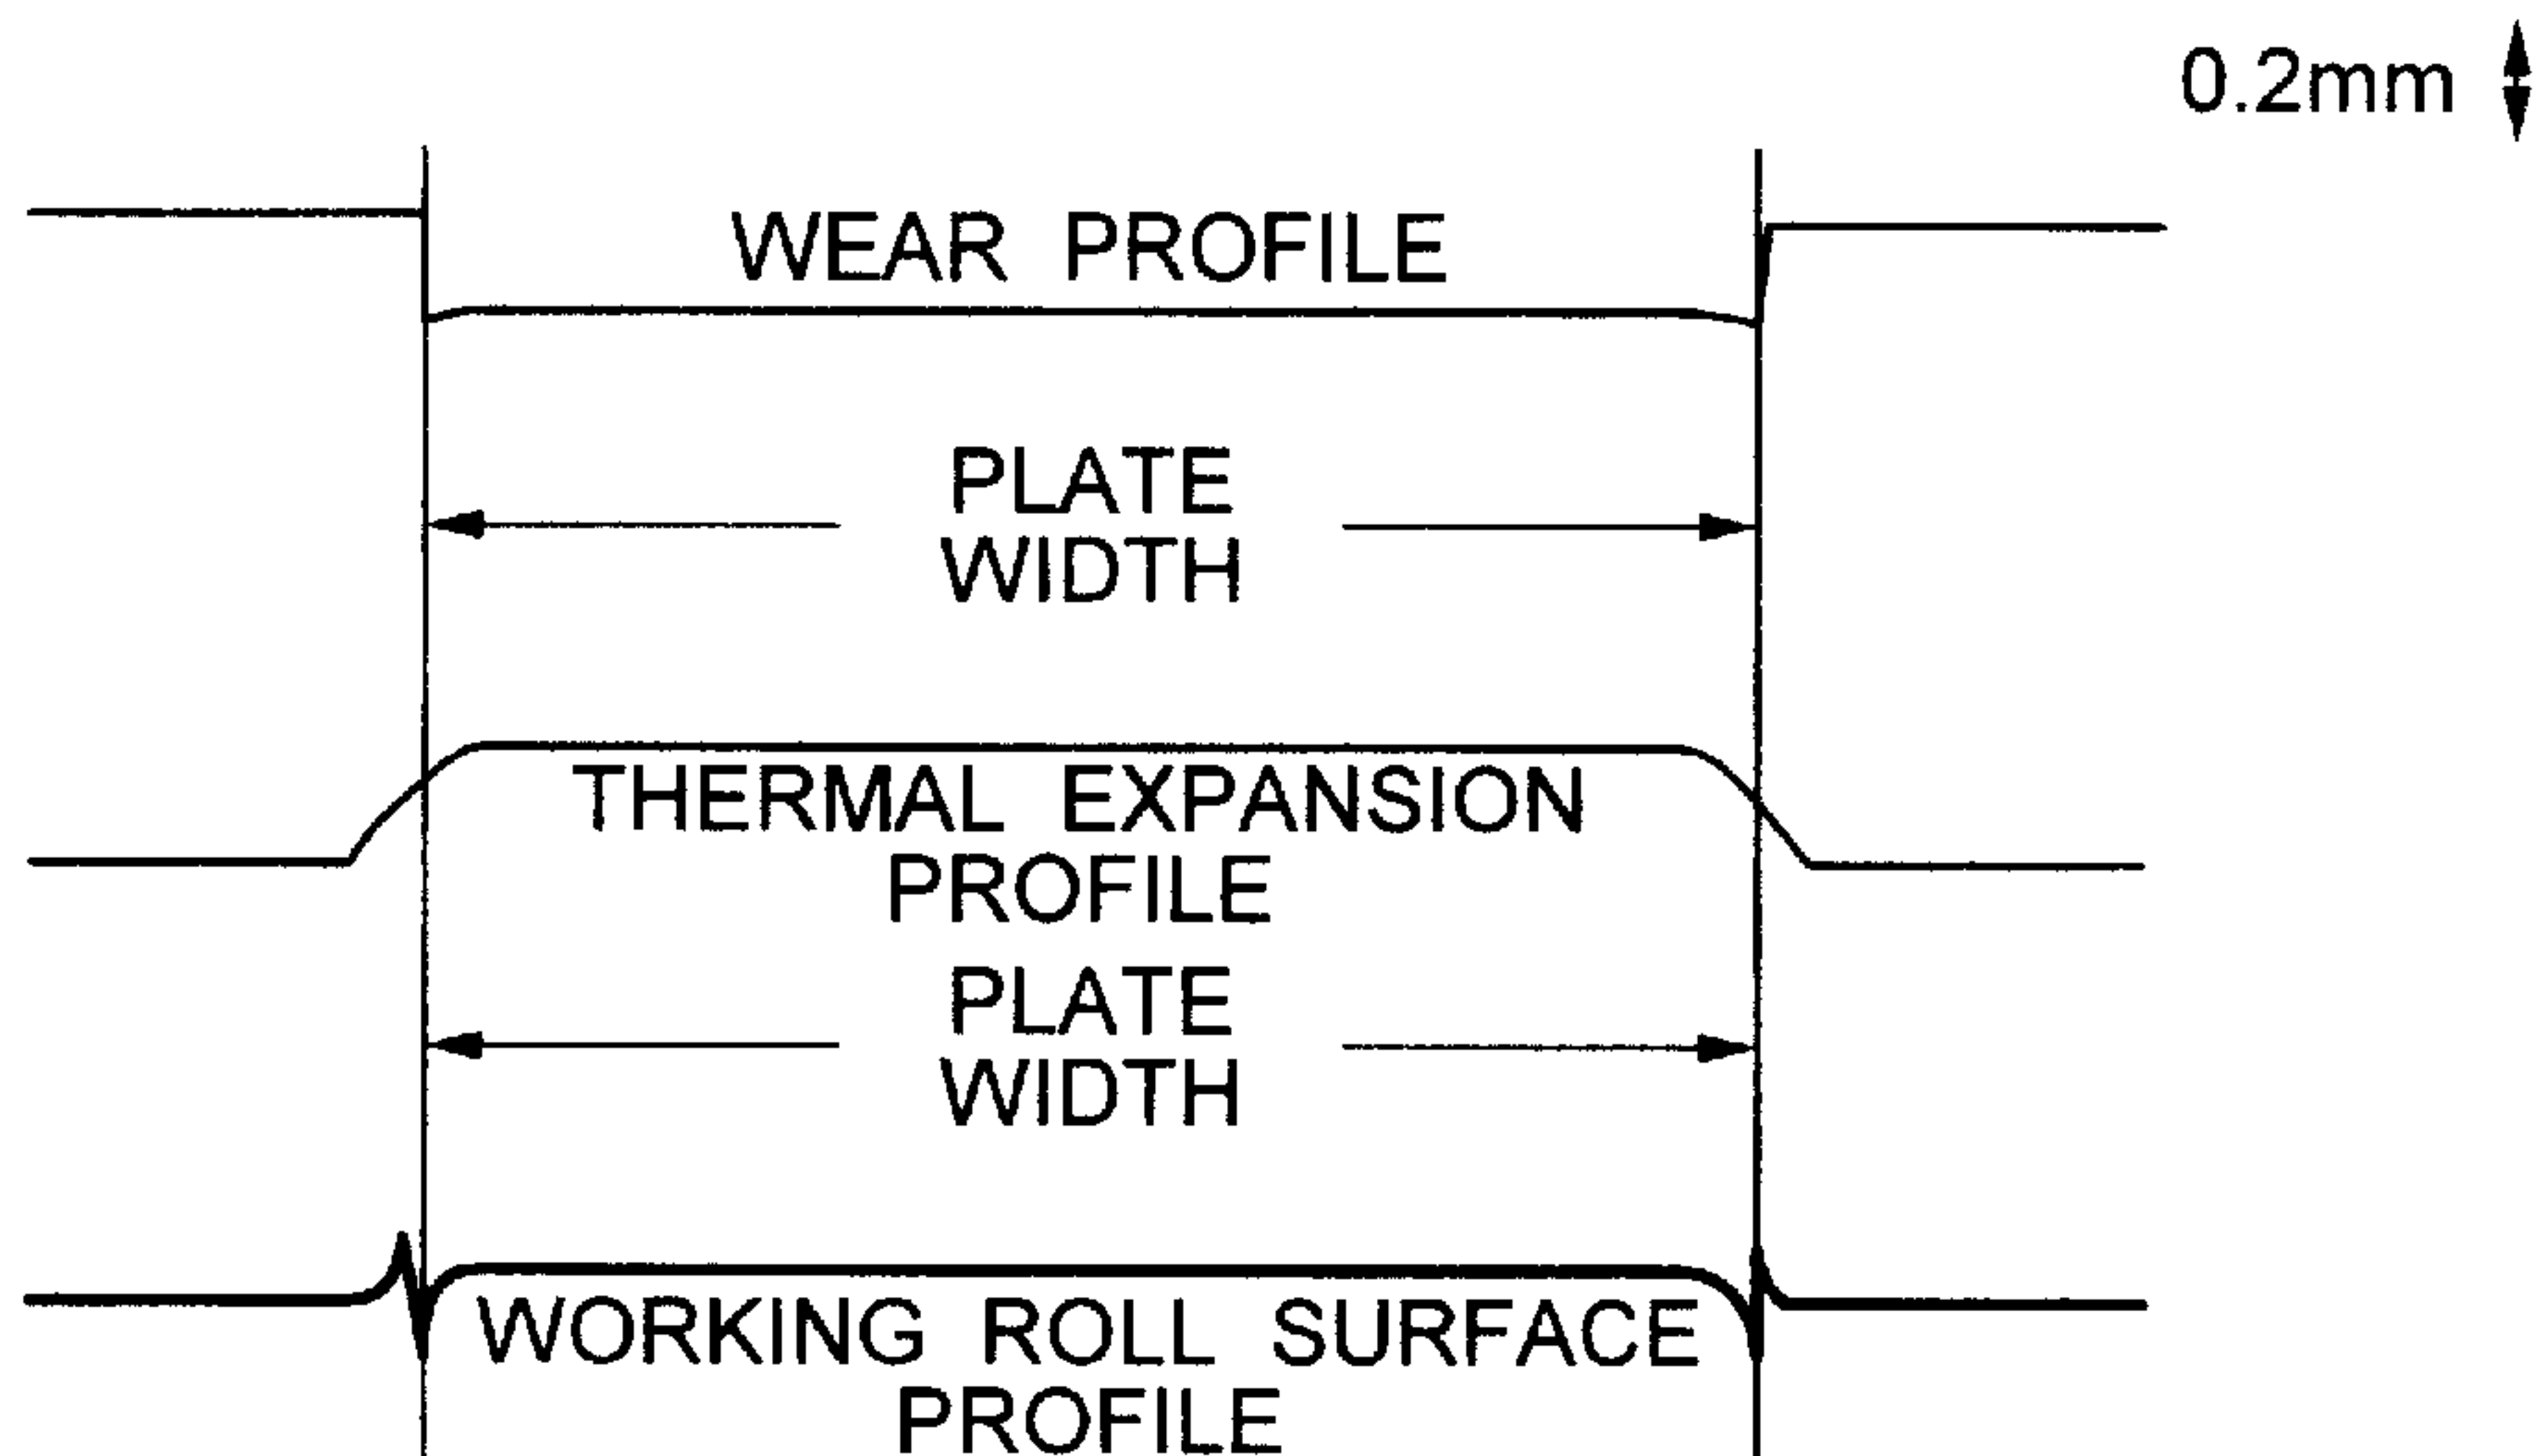 0.2mm
WEAR PROFILE
PLATE
WIDTH
THERMAL EXPANSION
PROFILE
PLATE
WIDTH
WORKING ROLL SURFACE
PROFILE